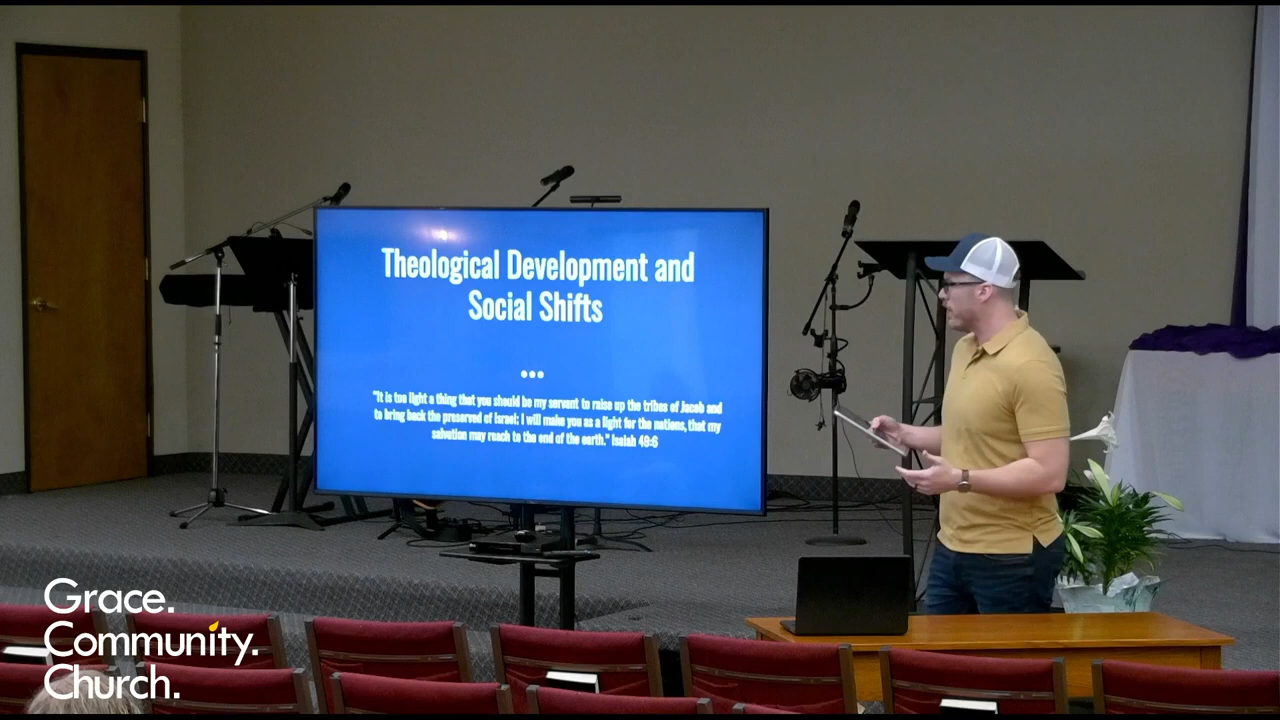 Theological Development and
Social Shifts
"It is too light a thing that you should be my servant to raise up the tribes of Jacob and
to bring back the preserved of Israel; I will make you as a light for the nations, that my
salvation may reach to the end of the earth." Isaiah 49:6
Grace.
Community.
Church.